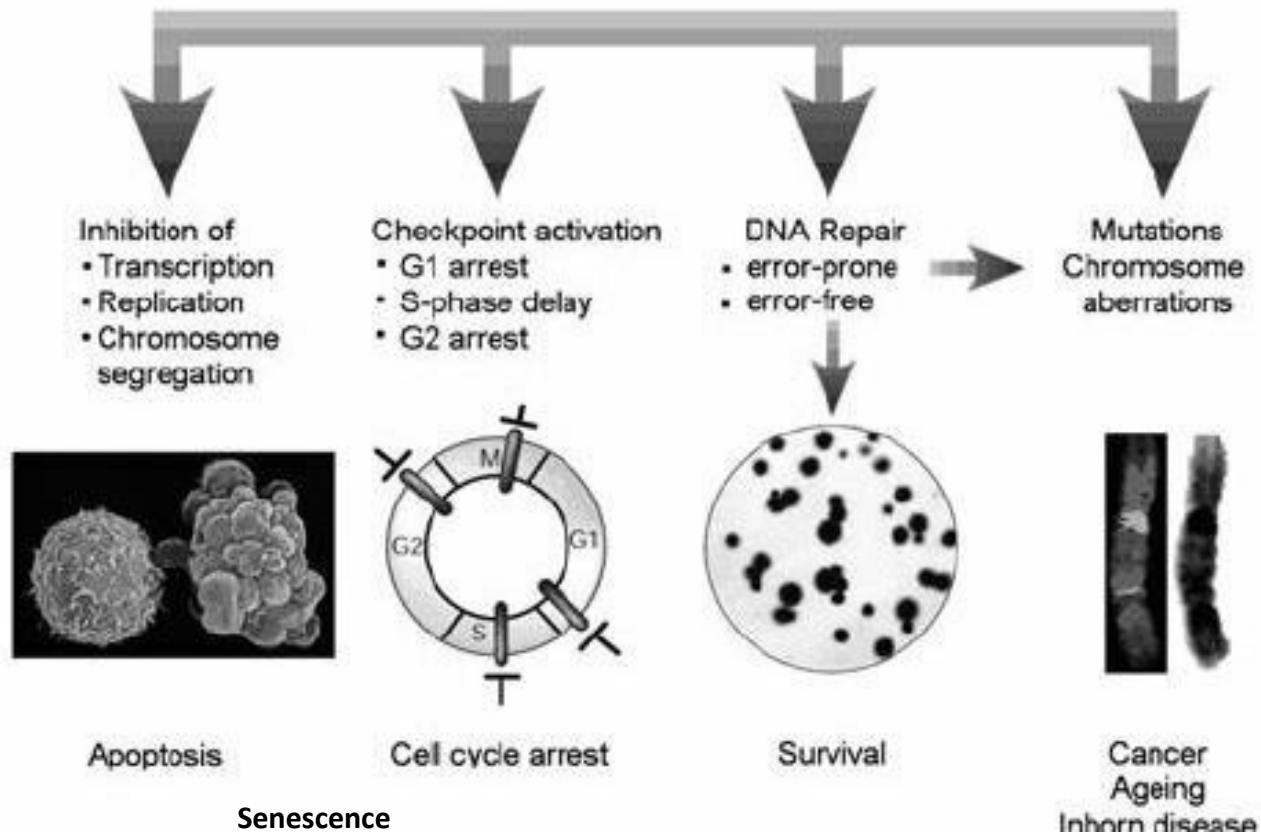 Inhibition of
• Transcription
• Replication
• Chromosome
segregation
Checkpoint activation
• G1 arrest
• S-phase delay
• G2 arrest
DNA Repair
• error-prone
• error-free
Mutations
Chromosome
aberrations
M
G2
G1
S
Apoptosis
Cell cycle arrest
Survival
Cancer
Ageing
Inborn disease
Senescence